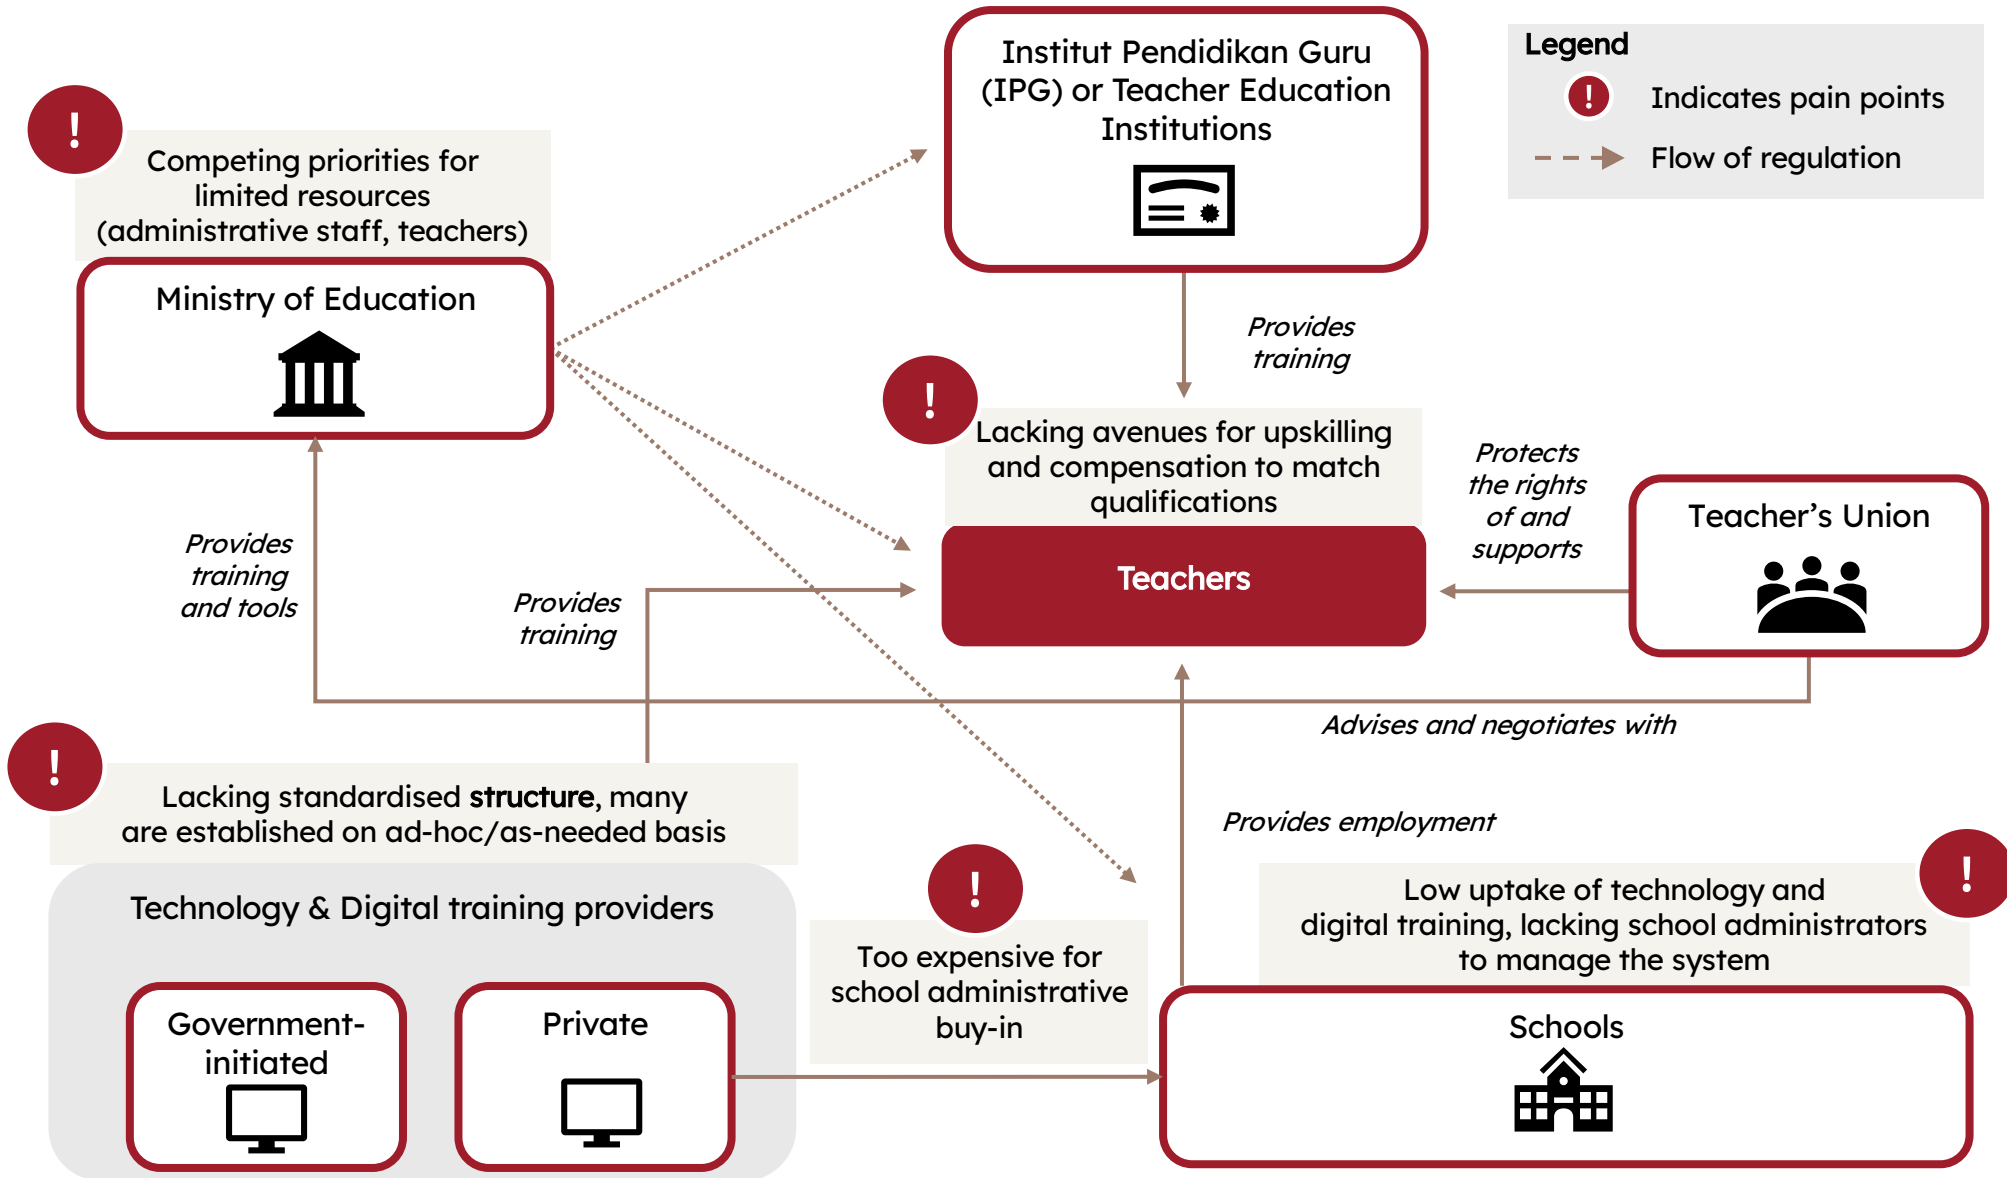 Institut Pendidikan Guru
(IPG) or Teacher Education
Institutions
Legend
! Indicates pain points
Flow of regulation
!
Competing priorities for
limited resources
(administrative staff, teachers)
Ministry of Education
Provides
training
!
Lacking avenues for upskilling
and compensation to match
qualifications
Teachers
Protects
the rights
of and
supports
Teacher's Union
Provides
training
and tools
Provides
training
Advises and negotiates with
!
Lacking standardised structure, many
are established on ad-hoc/as-needed basis
Technology & Digital training providers
Government-
initiated
Private
!
Too expensive for
school administrative
buy-in
Provides employment
!
Low uptake of technology and
digital training, lacking school administrators
to manage the system
Schools